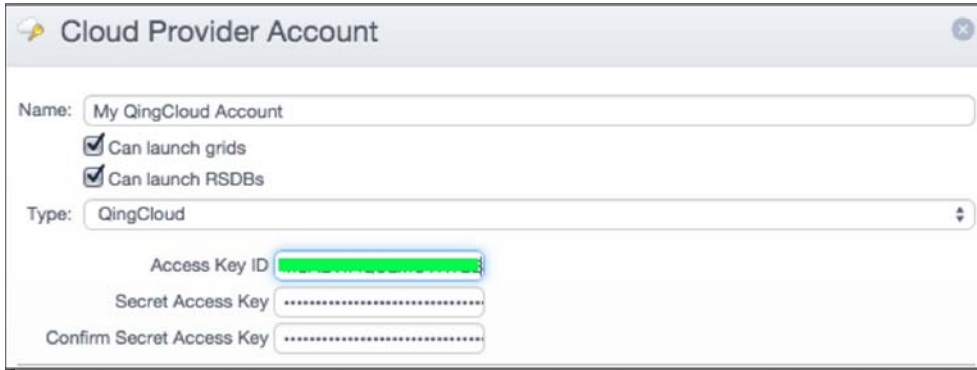 Cloud Provider Account
Name: My QingCloud Account
Can launch grids
Can launch RSDBs
Type: QingCloud
Access Key ID
Secret Access Key
Confirm Secret Access Key